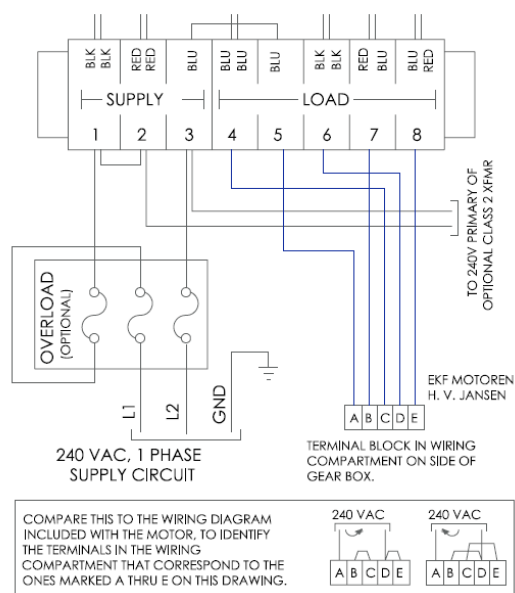 BLK BLK RED RED BLU BLU BLU BLU BLK BLK RED BLU BLU RED
SUPPLY LOAD
1 2 3 4 5 6 7 8
TO 240V PRIMARY OF
OPTIONAL CLASS 2 XFMR
OVERLOAD
(OPTIONAL)
L1 L2 GND
EKF MOTOREN
H. V. JANSEN
A B C D E
240 VAC, 1 PHASE
SUPPLY CIRCUIT
TERMINAL BLOCK IN WIRING
COMPARTMENT ON SIDE OF
GEAR BOX.
COMPARE THIS TO THE WIRING DIAGRAM
INCLUDED WITH THE MOTOR, TO IDENTIFY
THE TERMINALS IN THE WIRING
COMPARTMENT THAT CORRESPOND TO THE
ONES MARKED A THRU E ON THIS DRAWING.
240 VAC 240 VAC
A B C D E A B C D E